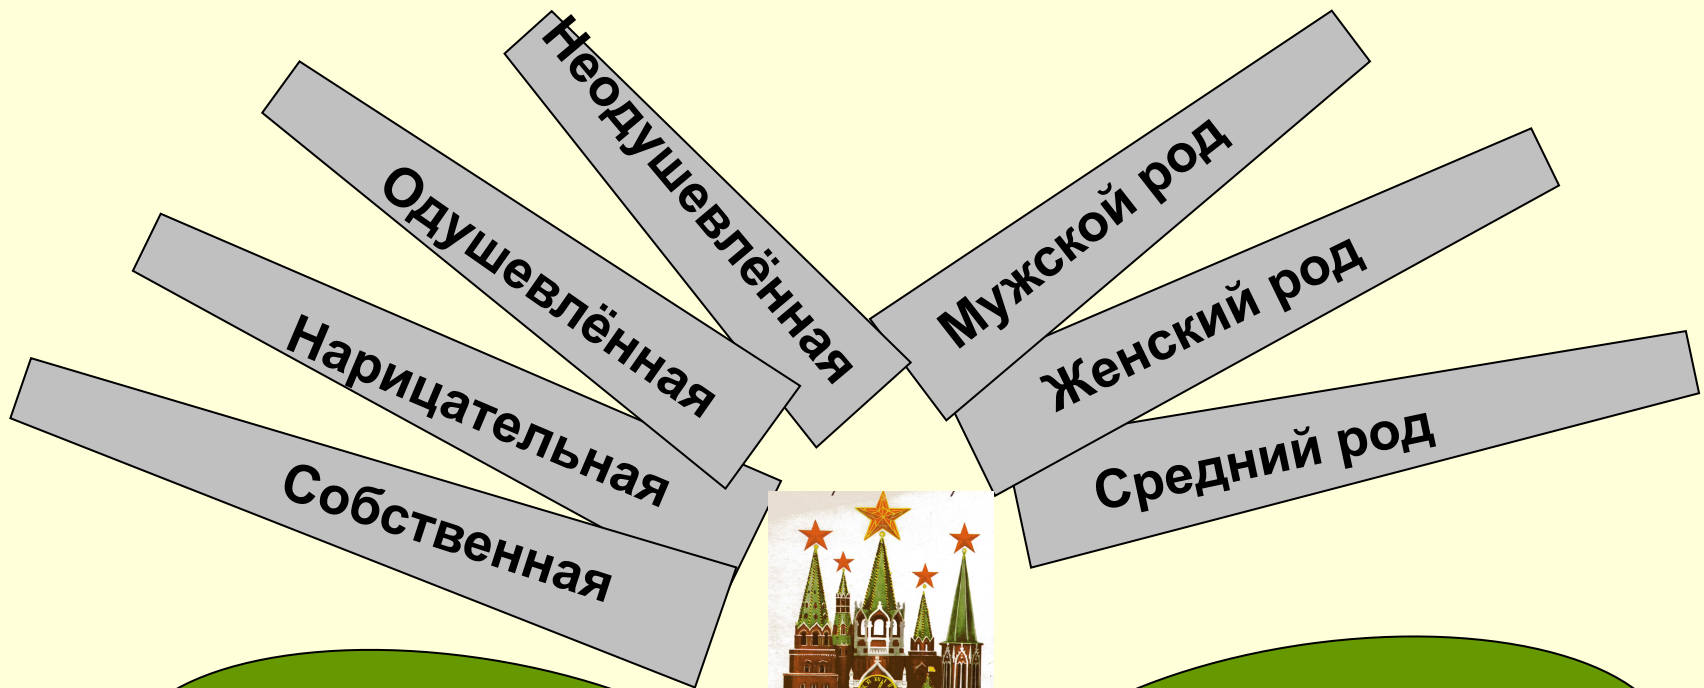 Неодушевлённая
Одушевлённая
Нарицательная
Собственная
Мужской род
Женский род
Средний род